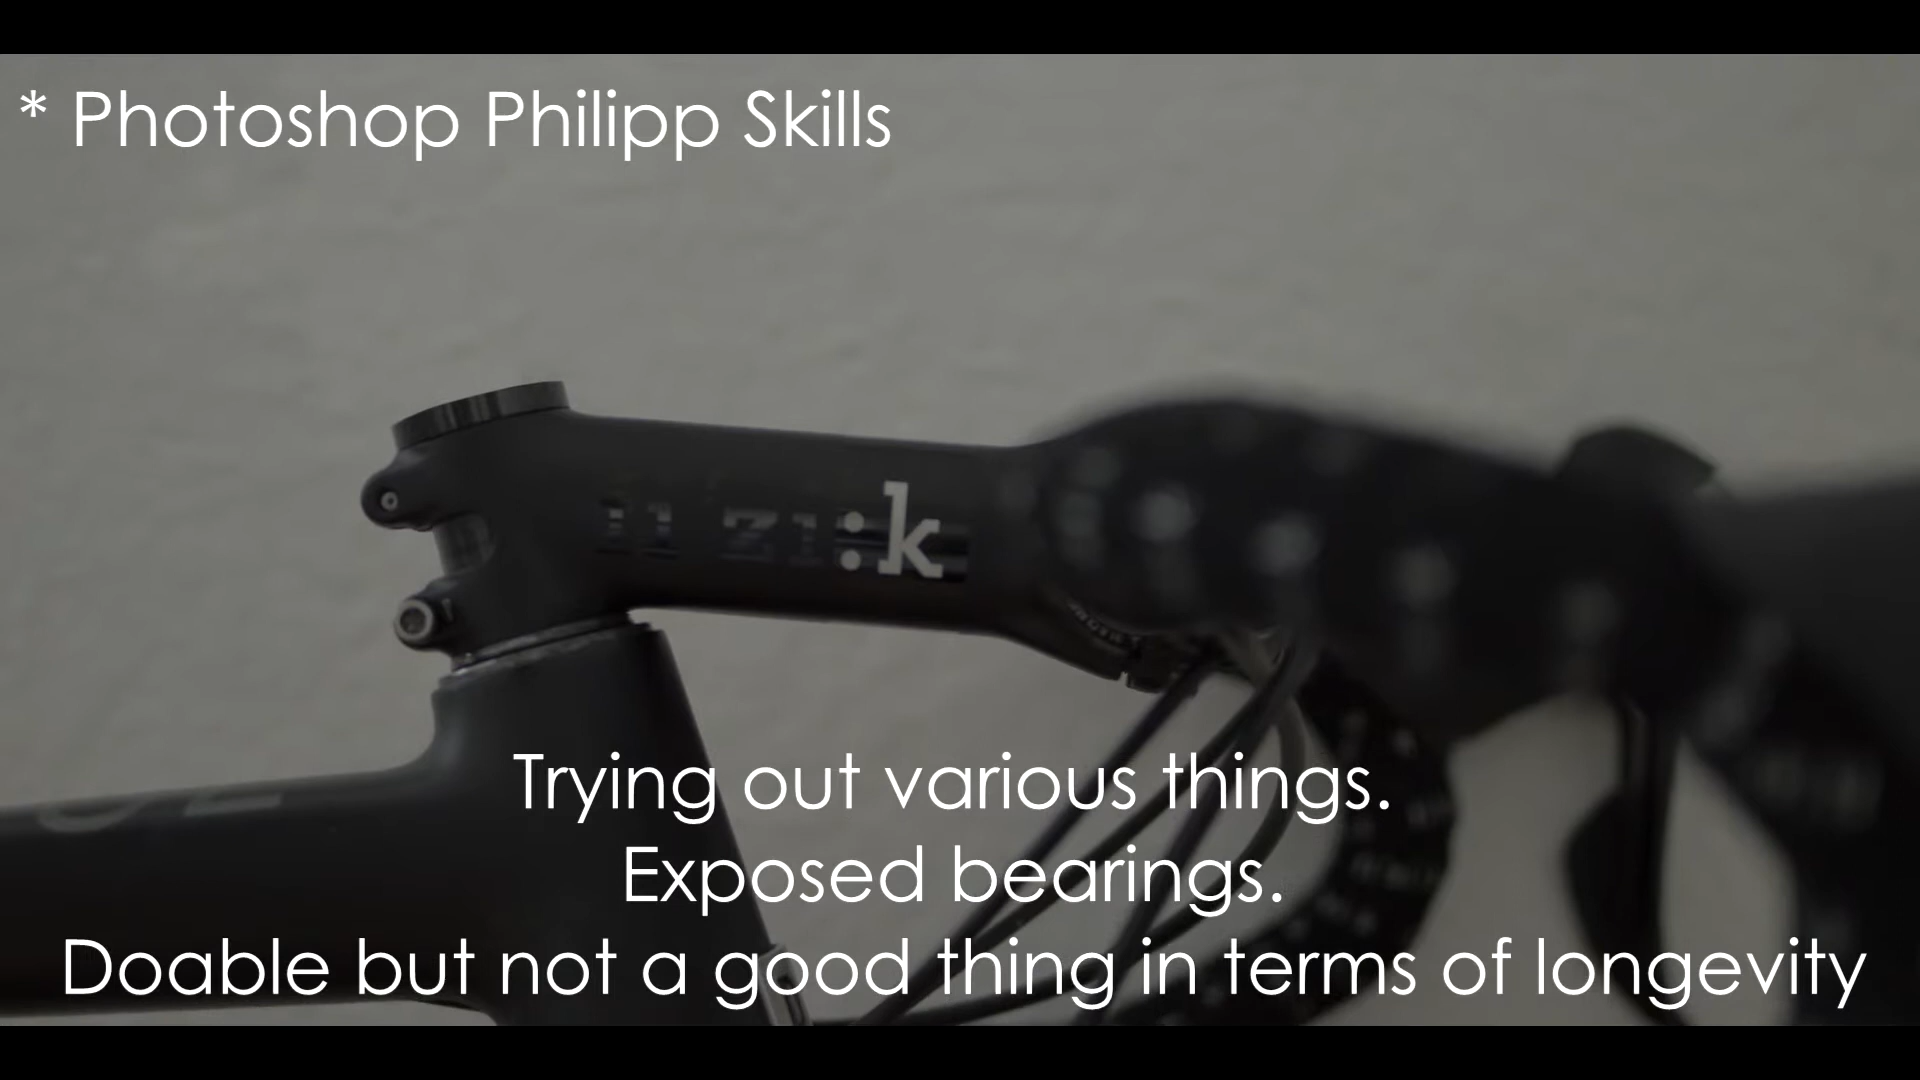 * Photoshop Philipp Skills
:k
Trying out various things.
Exposed bearings.
Doable but not a good thing in terms of longevity